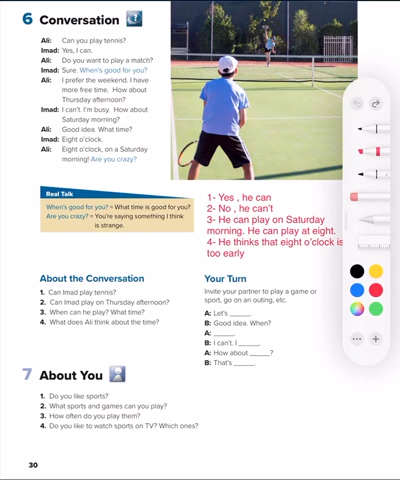 6 Conversation
Ali: Can you play tennis?
Imad: Yes, I can.
Ali: Do you want to play a match?
Imad: Sure. When's good for you?
Ali: I prefer the weekend. I have
more free time. How about
Thursday afternoon?
Imad: I can't. I'm busy. How about
Saturday morning?
Ali: Good idea. What time?
Imad: Eight o'clock.
Ali: Eight o'clock, on a Saturday
morning! Are you crazy?
Real Talk
When's good for you? = What time is good for you?
Are you crazy? = You're saying something I think
is strange.
1- Yes , he can
2- No , he can't
3- He can play on Saturday
morning. He can play at eight.
4- He thinks that eight o'clock is
too early
About the Conversation
1. Can Imad play tennis?
2. Can Imad play on Thursday afternoon?
3. When can he play? What time?
4. What does Ali think about the time?
Your Turn
Invite your partner to play a game or
sport, go on an outing, etc.
A: Let's _____.
B: Good idea. When?
A: _____.
B: I can't. I _____.
A: How about _____?
B: That's _____.
7 About You
1. Do you like sports?
2. What sports and games can you play?
3. How often do you play them?
4. Do you like to watch sports on TV? Which ones?
30